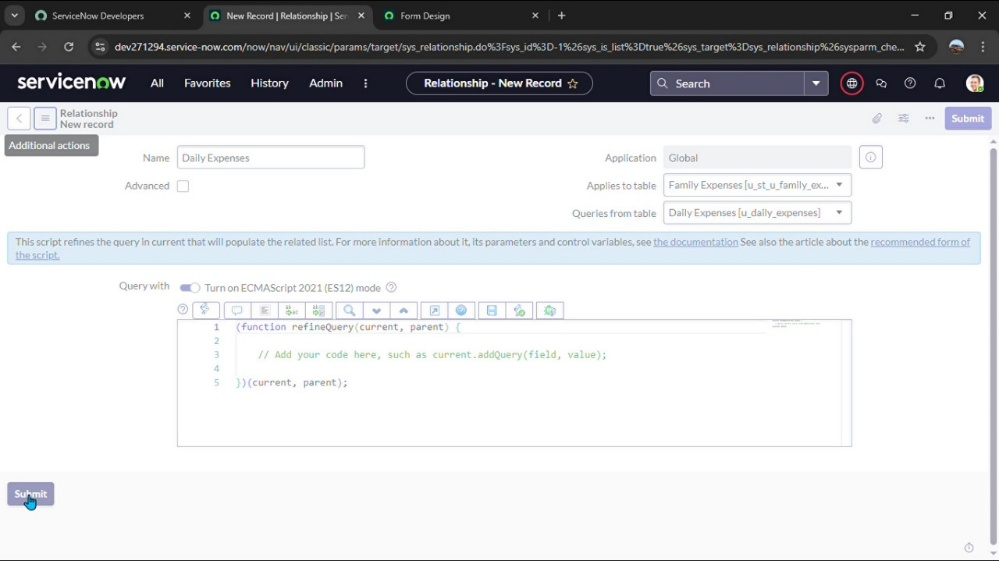 ServiceNow Developers
New Record | Relationship | Ser
Form Design
dev271294.service-now.com/now/nav/ui/classic/params/target/sys_relationship.do%3Fsys_id%3D-1%26sys_is_list%3Dtrue%26sys_target%3Dsys_relationship%26sysparm_che...
servicenow
All
Favorites
History
Admin
Relationship - New Record
Search
Relationship
New record
Submit
Additional actions
Name
Daily Expenses
Application
Global
Advanced
Applies to table
Family Expenses [u_st_u_family_ex...
Queries from table
Daily Expenses [u_daily_expenses]
This script refines the query in current that will populate the related list. For more information about it, its parameters and control variables, see the documentation See also the article about the recommended form of
the script.
Query with
Turn on ECMAScript 2021 (ES12) mode
1 (function refineQuery(current, parent) {
2
3 // Add your code here, such as current.addQuery(field, value);
4
5 })(current, parent);
Submit